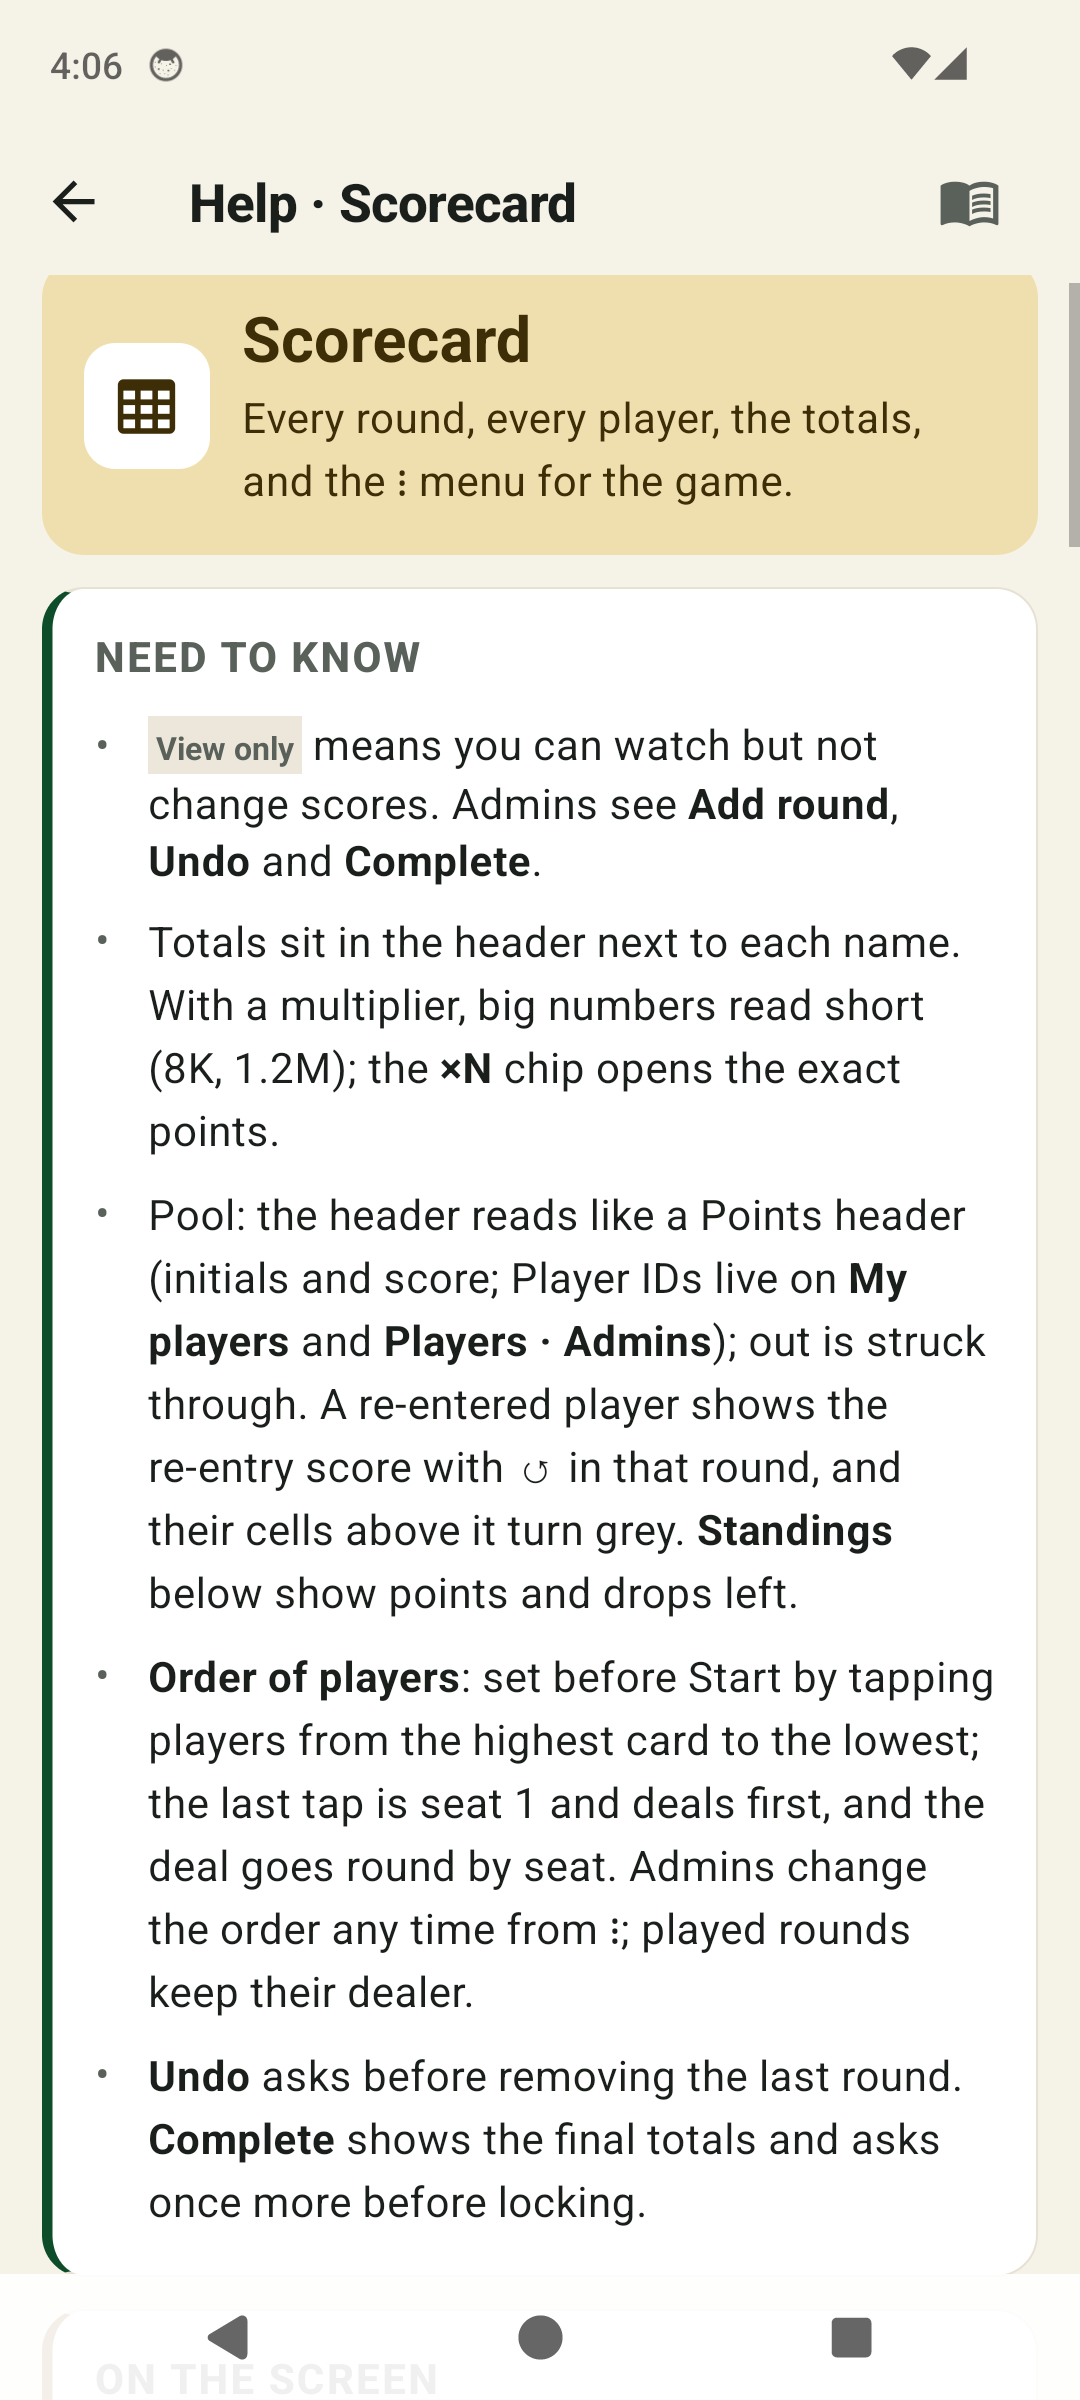 4:06
Help · Scorecard
Scorecard
Every round, every player, the totals,
and the ⋮ menu for the game.
NEED TO KNOW
• View only means you can watch but not
change scores. Admins see Add round,
Undo and Complete.
• Totals sit in the header next to each name.
With a multiplier, big numbers read short
(8K, 1.2M); the ×N chip opens the exact
points.
• Pool: the header reads like a Points header
(initials and score; Player IDs live on My
players and Players · Admins); out is struck
through. A re-entered player shows the
re-entry score with ↺ in that round, and
their cells above it turn grey. Standings
below show points and drops left.
• Order of players: set before Start by tapping
players from the highest card to the lowest;
the last tap is seat 1 and deals first, and the
deal goes round by seat. Admins change
the order any time from ⋮; played rounds
keep their dealer.
• Undo asks before removing the last round.
Complete shows the final totals and asks
once more before locking.
ON THE SCREEN